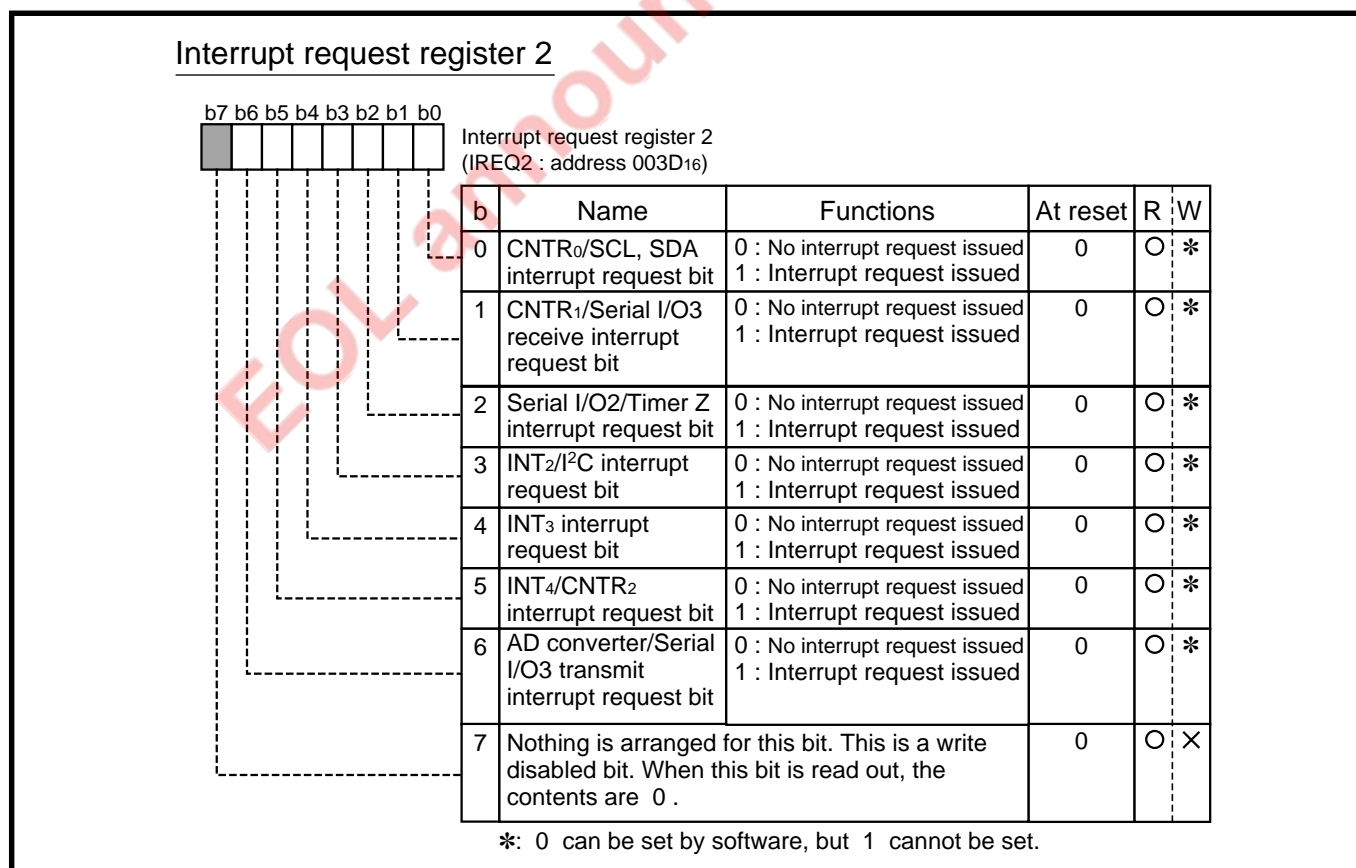 EOL announ
Interrupt request register 2
b7 b6 b5 b4 b3 b2 b1 b0
Interrupt request register 2
(IREQ2 : address 003D16)
b Name Functions At reset R W
0 CNTR0/SCL, SDA 0 : No interrupt request issued 0 O ✻
interrupt request bit 1 : Interrupt request issued
1 CNTR1/Serial I/O3 0 : No interrupt request issued 0 O ✻
receive interrupt 1 : Interrupt request issued
request bit
2 Serial I/O2/Timer Z 0 : No interrupt request issued 0 O ✻
interrupt request bit 1 : Interrupt request issued
3 INT2/I²C interrupt 0 : No interrupt request issued 0 O ✻
request bit 1 : Interrupt request issued
4 INT3 interrupt 0 : No interrupt request issued 0 O ✻
request bit 1 : Interrupt request issued
5 INT4/CNTR2 0 : No interrupt request issued 0 O ✻
interrupt request bit 1 : Interrupt request issued
6 AD converter/Serial 0 : No interrupt request issued 0 O ✻
I/O3 transmit 1 : Interrupt request issued
interrupt request bit
7 Nothing is arranged for this bit. This is a write 0 O ×
disabled bit. When this bit is read out, the
contents are 0 .
✻: 0 can be set by software, but 1 cannot be set.